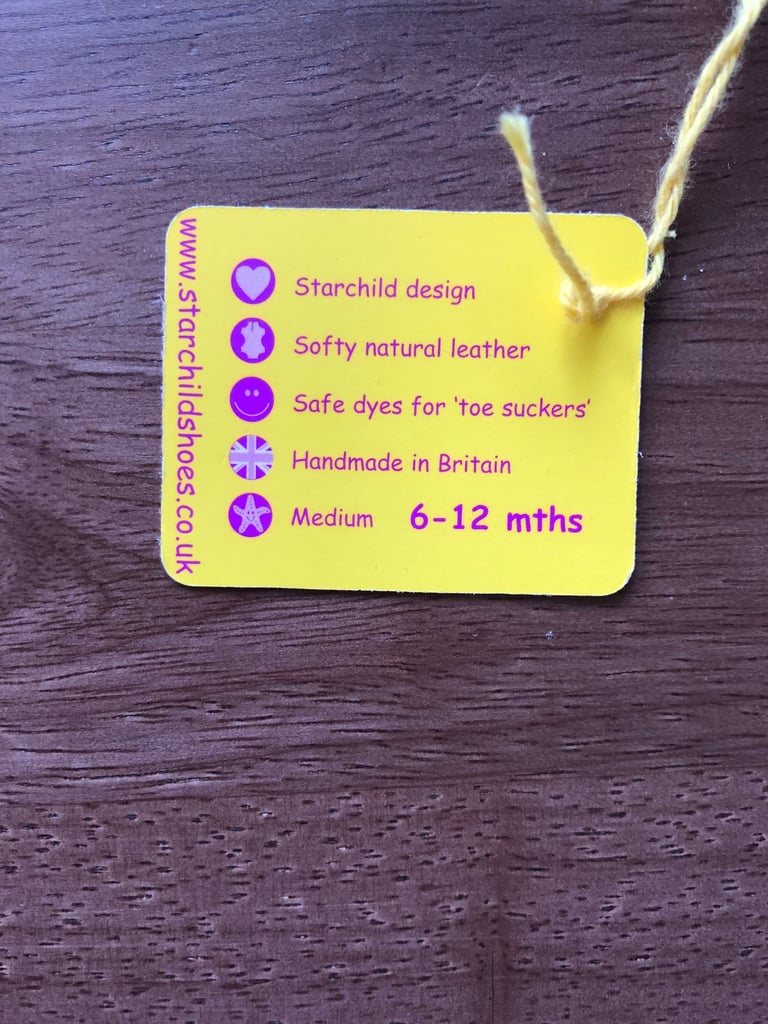 www.starchildshoes.co.uk
Starchild design
Softy natural leather
Safe dyes for ‘toe suckers’
Handmade in Britain
Medium 6-12 mths